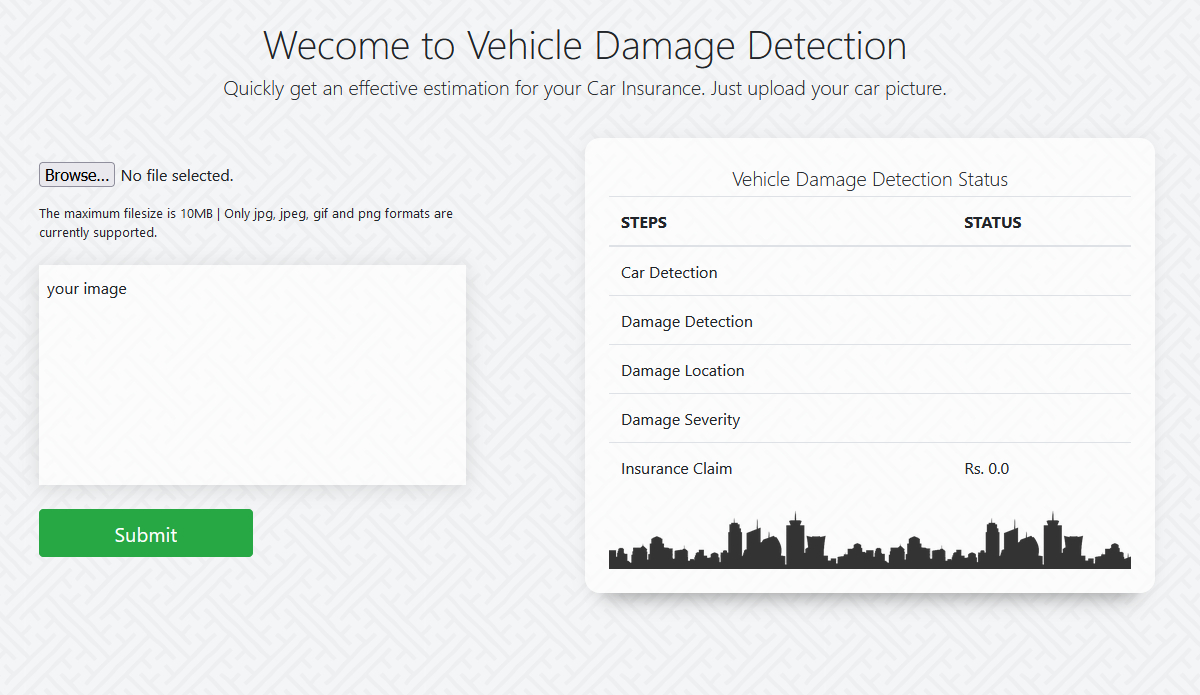 Wecome to Vehicle Damage Detection
Quickly get an effective estimation for your Car Insurance. Just upload your car picture.
Browse... No file selected.
The maximum filesize is 10MB | Only jpg, jpeg, gif and png formats are
currently supported.
your image
Submit
Vehicle Damage Detection Status
STEPS STATUS
Car Detection
Damage Detection
Damage Location
Damage Severity
Insurance Claim Rs. 0.0